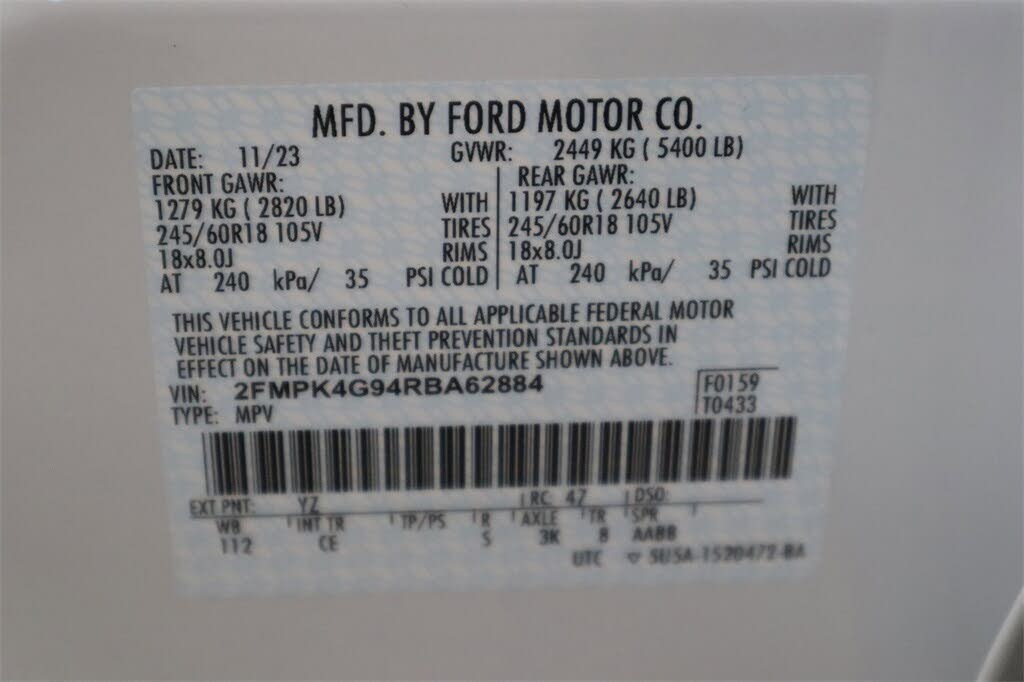 MFD. BY FORD MOTOR CO.
DATE: 11/23 GVWR: 2449 KG ( 5400 LB)
FRONT GAWR: REAR GAWR:
1279 KG ( 2820 LB) WITH 1197 KG ( 2640 LB) WITH
245/60R18 105V TIRES 245/60R18 105V TIRES
18x8.0J RIMS 18x8.0J RIMS
AT 240 kPa/ 35 PSI COLD AT 240 kPa/ 35 PSI COLD
THIS VEHICLE CONFORMS TO ALL APPLICABLE FEDERAL MOTOR
VEHICLE SAFETY AND THEFT PREVENTION STANDARDS IN
EFFECT ON THE DATE OF MANUFACTURE SHOWN ABOVE.
VIN: 2FMPK4G94RBA62884 F0159
TYPE: MPV T0433
EXT PNT: YZ RC: 47 DSO:
WB INT TR TP/PS R AXLE TR SPR
112 CE S 3K 8 AABB
UTC ▽ 5USA-1520472-BA